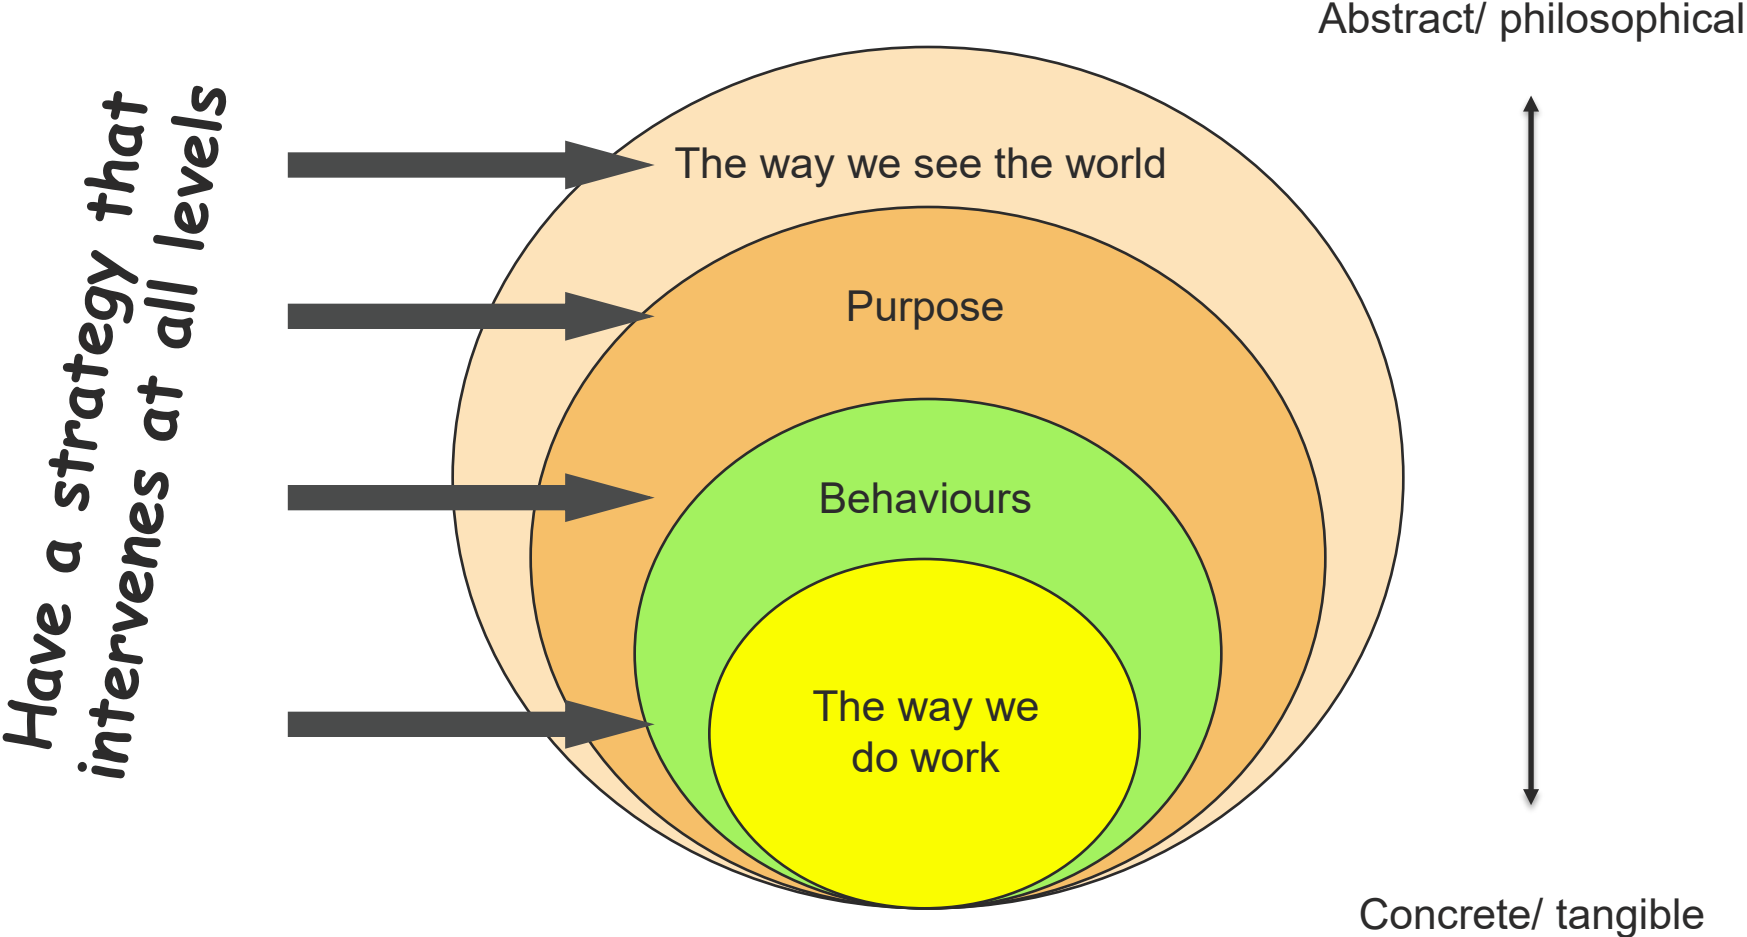 Have a strategy that
intervenes at all levels
Abstract/ philosophical
The way we see the world
Purpose
Behaviours
The way we
do work
Concrete/ tangible